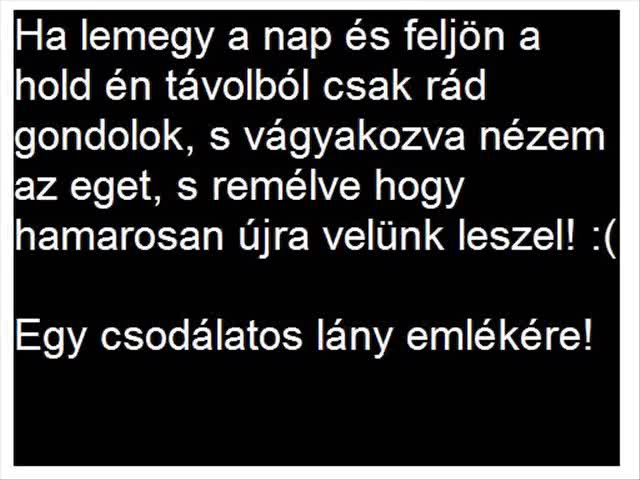 Ha lemegy a nap és feljön a
hold én távolból csak rád
gondolok, s vágyakozva nézem
az eget, s remélve hogy
hamarosan újra velünk leszel! :(
Egy csodálatos lány emlékére!